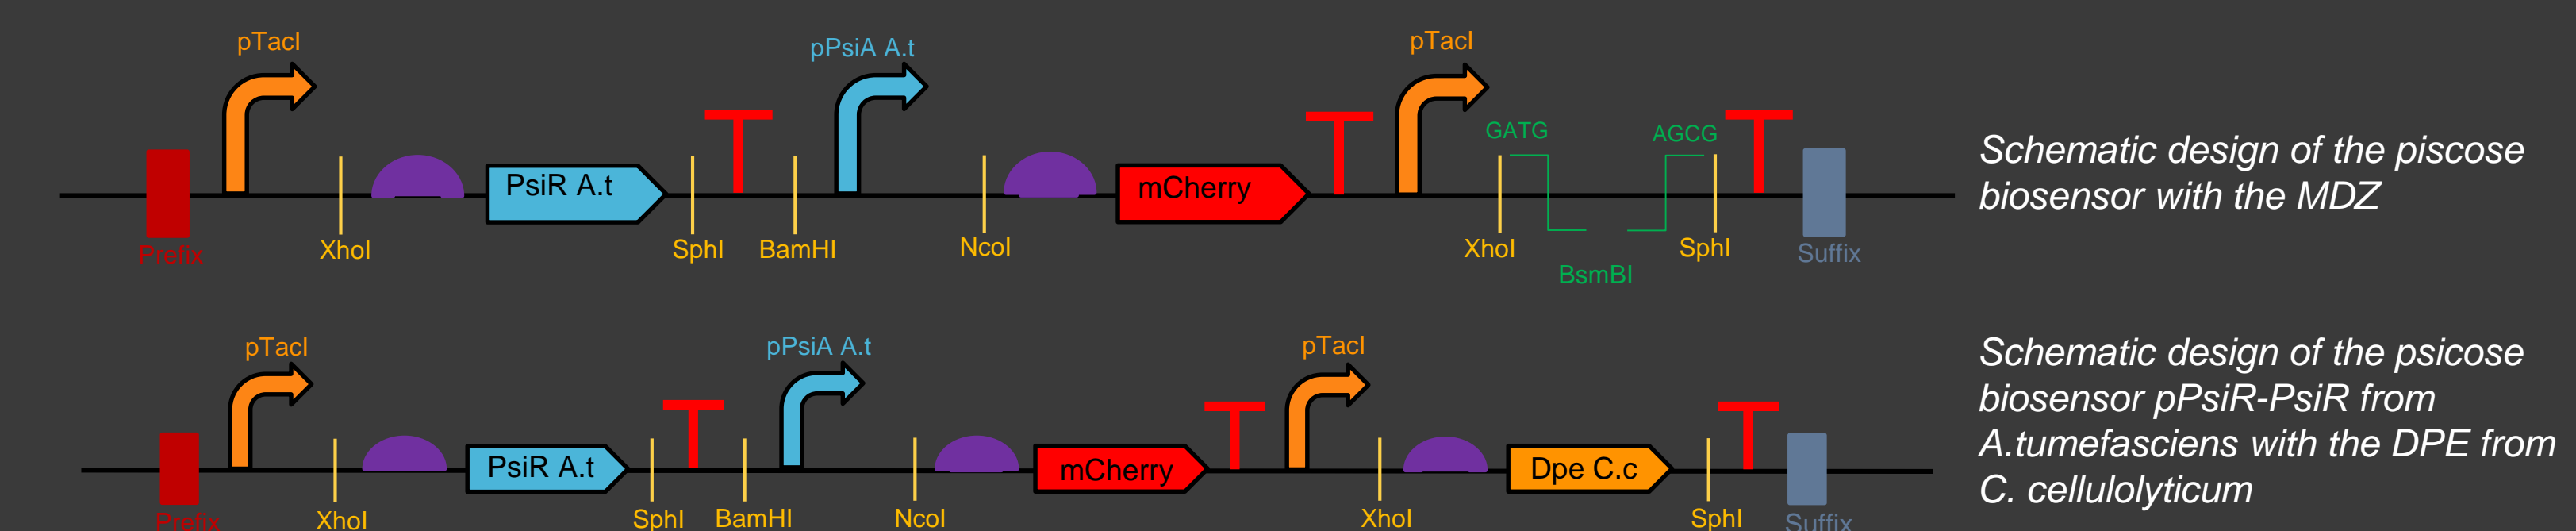 pTacI
pPsiA A.t
pTacI
GATG
AGCG
PsiR A.t
mCherry
Prefix
XhoI
SphI
BamHI
NcoI
XhoI
BsmBI
SphI
Suffix
Schematic design of the piscose
biosensor with the MDZ
pTacI
pPsiA A.t
pTacI
PsiR A.t
mCherry
Dpe C.c
Prefix
XhoI
SphI
BamHI
NcoI
XhoI
SphI
Suffix
Schematic design of the psicose
biosensor pPsiR-PsiR from
A.tumefasciens with the DPE from
C. cellulolyticum